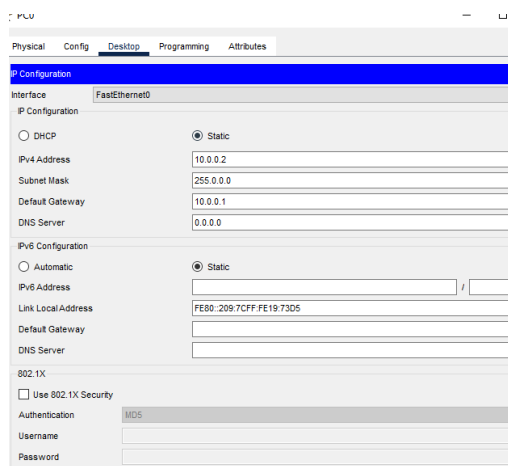 PC0
Physical Config Desktop Programming Attributes
IP Configuration
Interface FastEthernet0
IP Configuration
DHCP Static
IPv4 Address 10.0.0.2
Subnet Mask 255.0.0.0
Default Gateway 10.0.0.1
DNS Server 0.0.0.0
IPv6 Configuration
Automatic Static
IPv6 Address /
Link Local Address FE80::209:7CFF:FE19:73D5
Default Gateway
DNS Server
802.1X
Use 802.1X Security
Authentication MD5
Username
Password